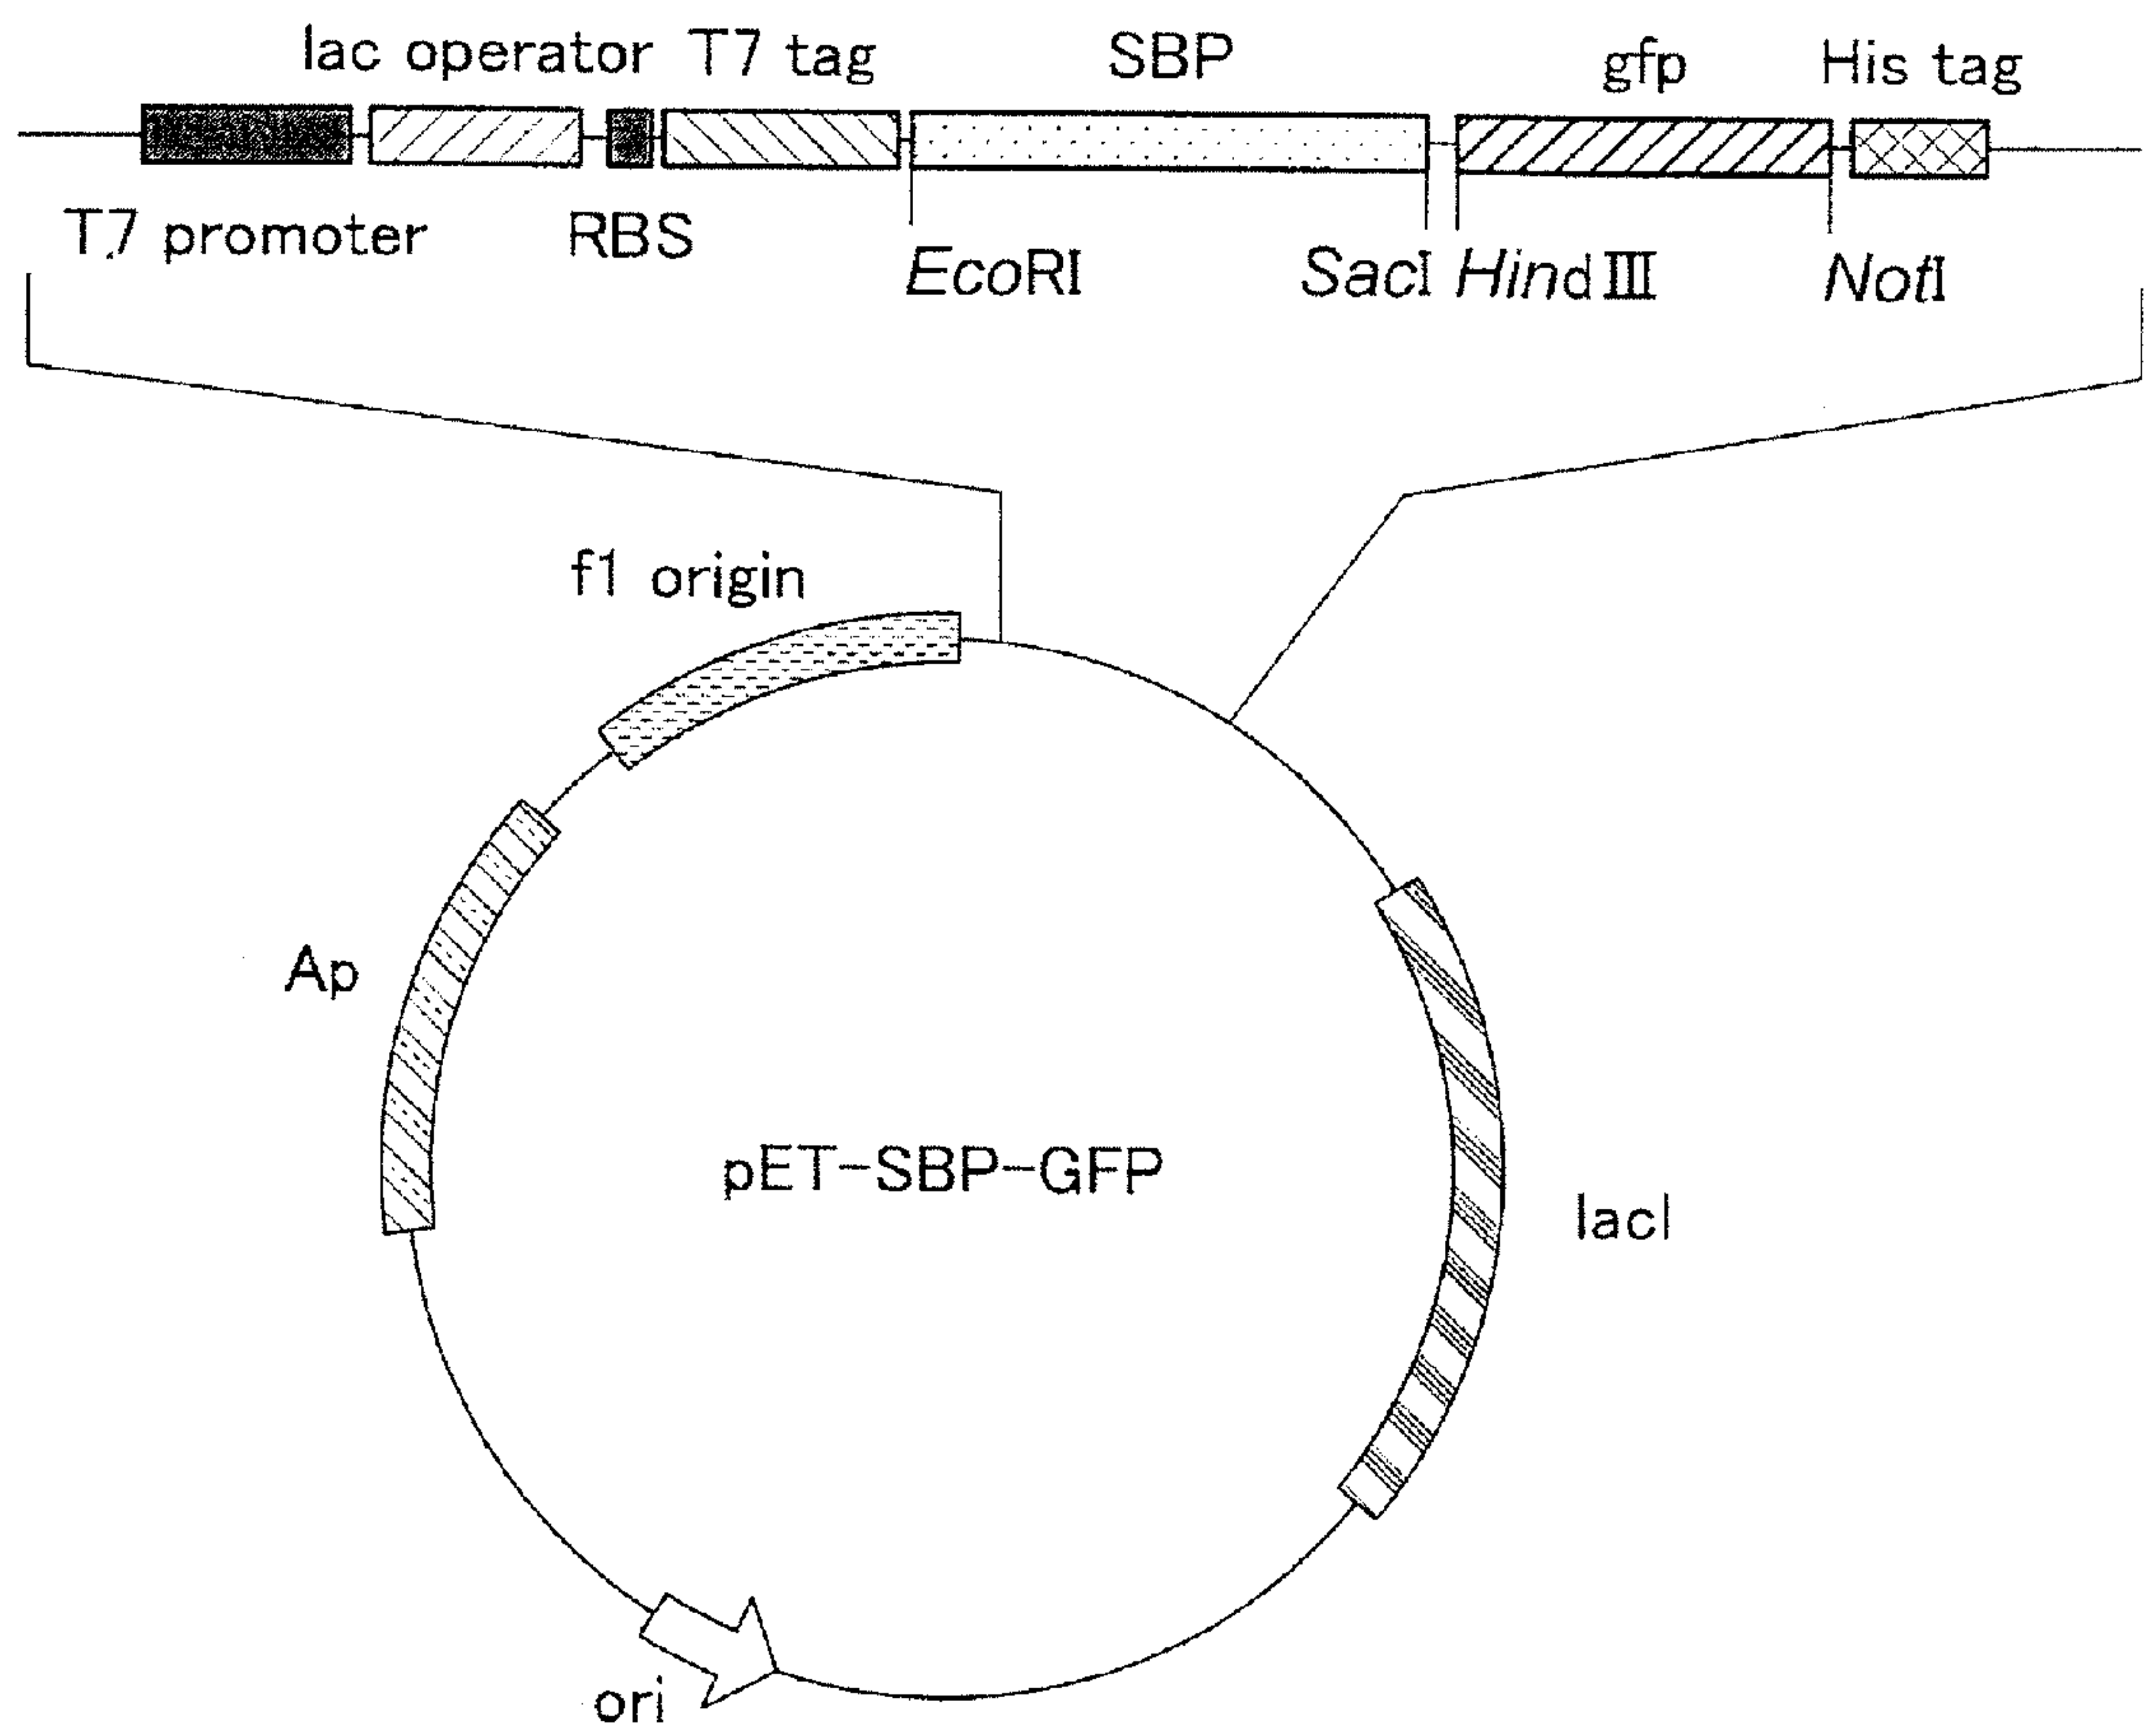 lac operator T7 tag SBP gfp His tag
T7 promoter RBS EcoRI SacI HindⅢ NotI
f1 origin
Ap
pET-SBP-GFP
lacI
ori